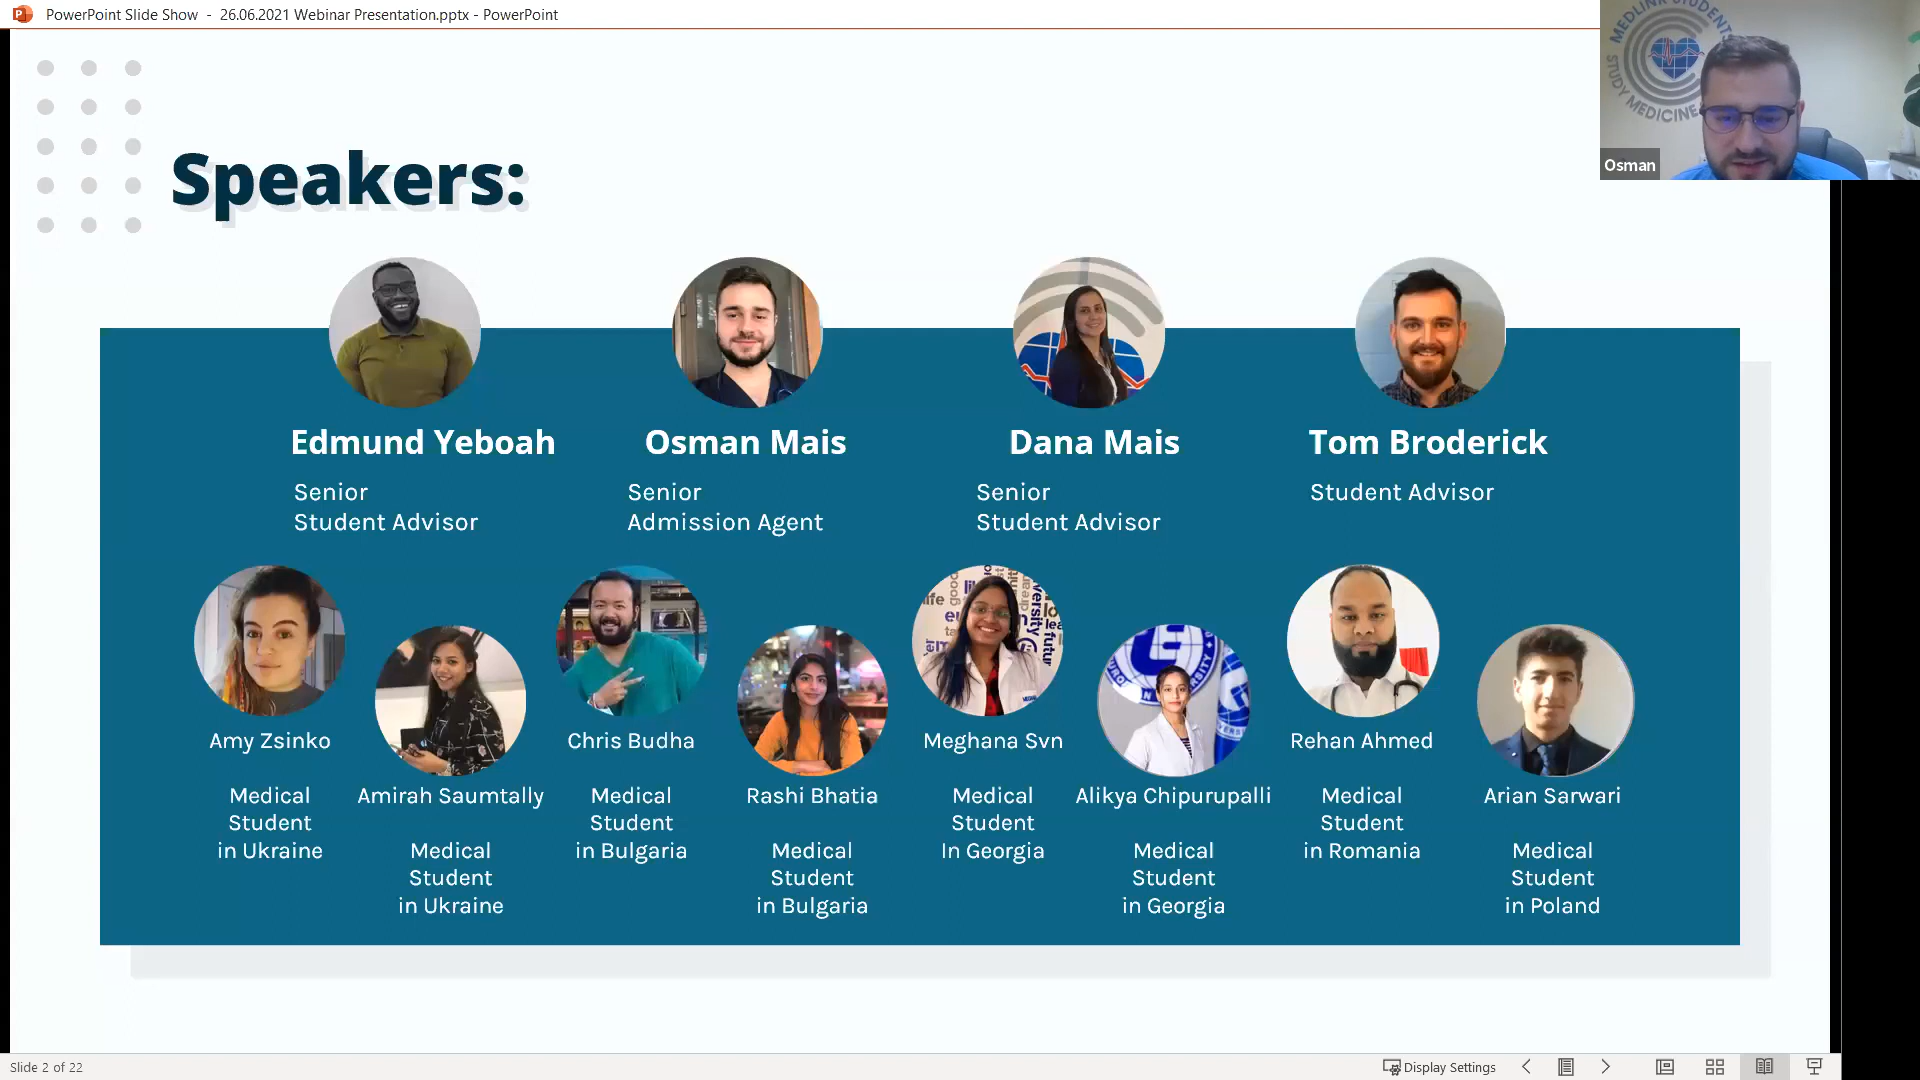 PowerPoint Slide Show - 26.06.2021 Webinar Presentation.pptx - PowerPoint
MEDLINK STUDENTS
STUDY MEDICINE
Osman
Speakers:
Edmund Yeboah
Senior
Student Advisor
Osman Mais
Senior
Admission Agent
Dana Mais
Senior
Student Advisor
Tom Broderick
Student Advisor
Amy Zsinko
Medical
Student
in Ukraine
Amirah Saumtally
Medical
Student
in Ukraine
Chris Budha
Medical
Student
in Bulgaria
Rashi Bhatia
Medical
Student
in Bulgaria
Meghana Svn
Medical
Student
In Georgia
Alikya Chipurupalli
Medical
Student
in Georgia
Rehan Ahmed
Medical
Student
in Romania
Arian Sarwari
Medical
Student
in Poland
Slide 2 of 22
Display Settings